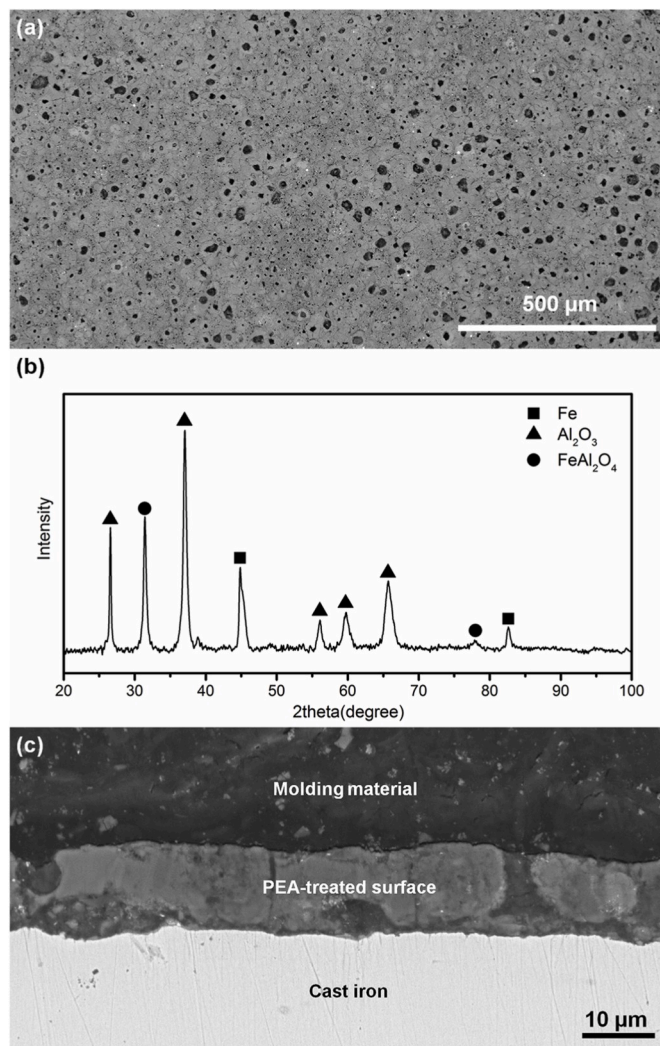 (a)
500 μm
(b)
■ Fe
▲ Al₂O₃
● FeAl₂O₄
Intensity
20 30 40 50 60 70 80 90 100
2theta(degree)
(c)
Molding material
PEA-treated surface
Cast iron
10 μm